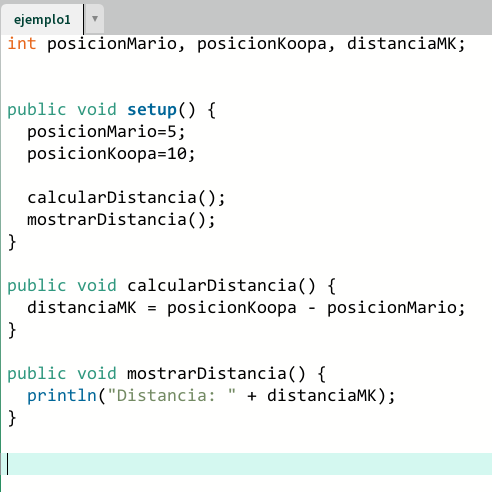 ejemplo1
int posicionMario, posicionKoopa, distanciaMK;
public void setup() {
  posicionMario=5;
  posicionKoopa=10;
  calcularDistancia();
  mostrarDistancia();
}
public void calcularDistancia() {
  distanciaMK = posicionKoopa - posicionMario;
}
public void mostrarDistancia() {
  println("Distancia: " + distanciaMK);
}